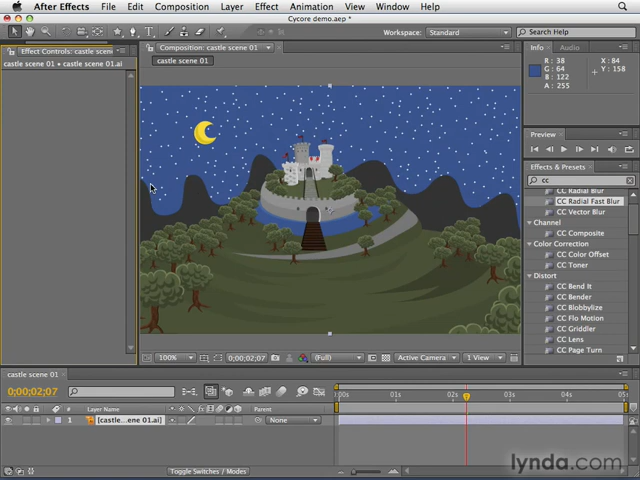 After Effects File Edit Composition Layer Effect Animation View Window Help
Cycore demo.aep *
Workspace: Standard Search Help
Effect Controls: castle scene
Composition: castle scene 01
Info Audio
castle scene 01 • castle scene 01.ai
castle scene 01
R : 38
G : 64
B : 122
A : 255
X : 84
Y : 158
Preview
Effects & Presets
cc
CC Radial Blur
CC Radial Fast Blur
CC Vector Blur
Channel
CC Composite
Color Correction
CC Color Offset
CC Toner
Distort
CC Bend It
CC Bender
CC Blobbylize
CC Flo Motion
CC Griddler
CC Lens
CC Page Turn
100% 0;00;02;07 (Full) Active Camera 1 View
castle scene 01
0;00;02;07
:00s 01s 02s 03s 04s 05s
# Layer Name Parent
1 [castle...ene 01.ai] None
Toggle Switches / Modes
lynda.com